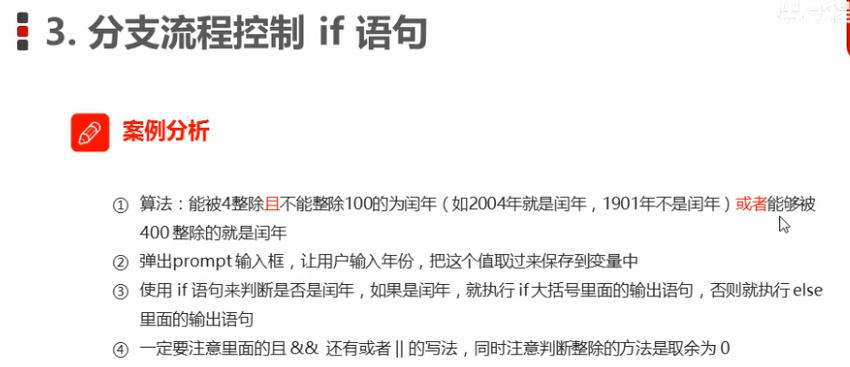 3. 分支流程控制 if 语句
案例分析
① 算法：能被4整除且不能整除100的为闰年（如2004年就是闰年，1901年不是闰年）或者能够被
400 整除的就是闰年
② 弹出prompt 输入框，让用户输入年份，把这个值取过来保存到变量中
③ 使用 if 语句来判断是否是闰年，如果是闰年，就执行 if 大括号里面的输出语句，否则就执行 else
里面的输出语句
④ 一定要注意里面的且 && 还有或者 || 的写法，同时注意判断整除的方法是取余为 0